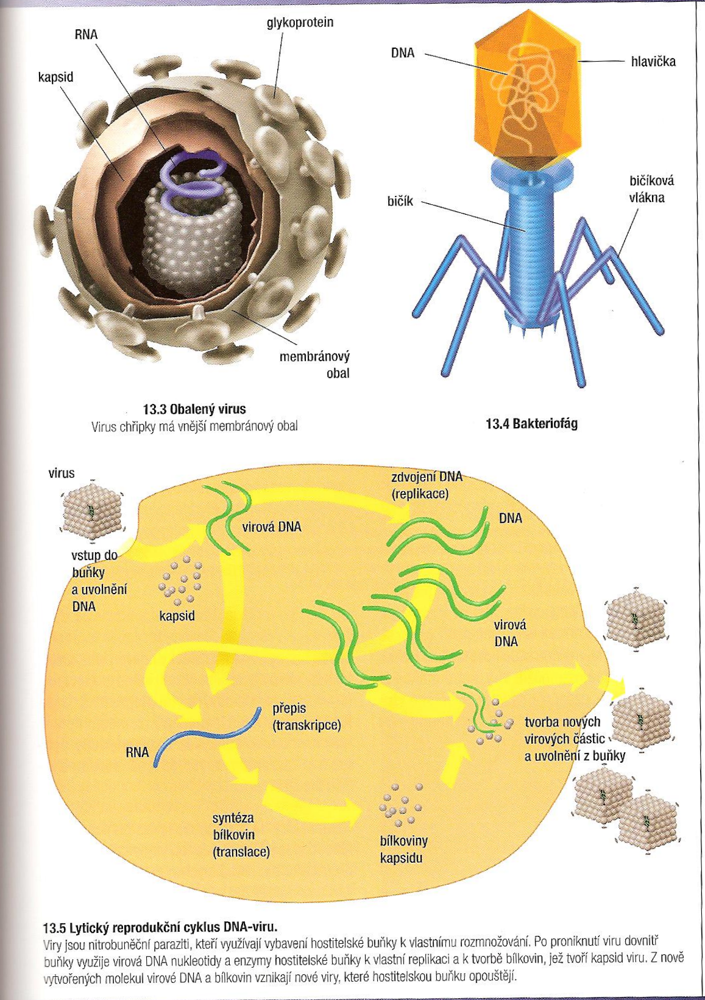 RNA
glykoprotein
kapsid
membránový
obal
13.3 Obalený virus
Virus chřipky má vnější membránový obal
DNA
hlavička
bičík
bičíková
vlákna
13.4 Bakteriofág
virus
vstup do
buňky
a uvolnění
DNA
virová DNA
kapsid
zdvojení DNA
(replikace)
DNA
virová
DNA
přepis
(transkripce)
RNA
syntéza
bílkovin
(translace)
bílkoviny
kapsidu
tvorba nových
virových částic
a uvolnění z buňky
13.5 Lytický reprodukční cyklus DNA-viru.
Viry jsou nitrobuněční paraziti, kteří využívají vybavení hostitelské buňky k vlastnímu rozmnožování. Po proniknutí viru dovnitř
buňky využije virová DNA nukleotidy a enzymy hostitelské buňky k vlastní replikaci a k tvorbě bílkovin, jež tvoří kapsid viru. Z nově
vytvořených molekul virové DNA a bílkovin vznikají nové viry, které hostitelskou buňku opouštějí.